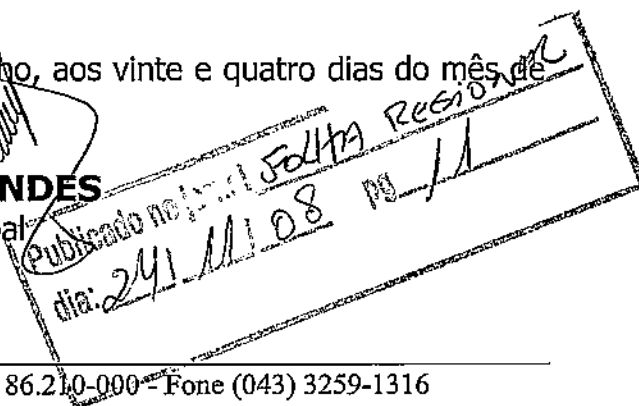 ho, aos vinte e quatro dias do mês de
NDES
al
Publicado no FOLHA REGIONAL
dia: 24/11/08 pg 11
86.210-000 - Fone (043) 3259-1316